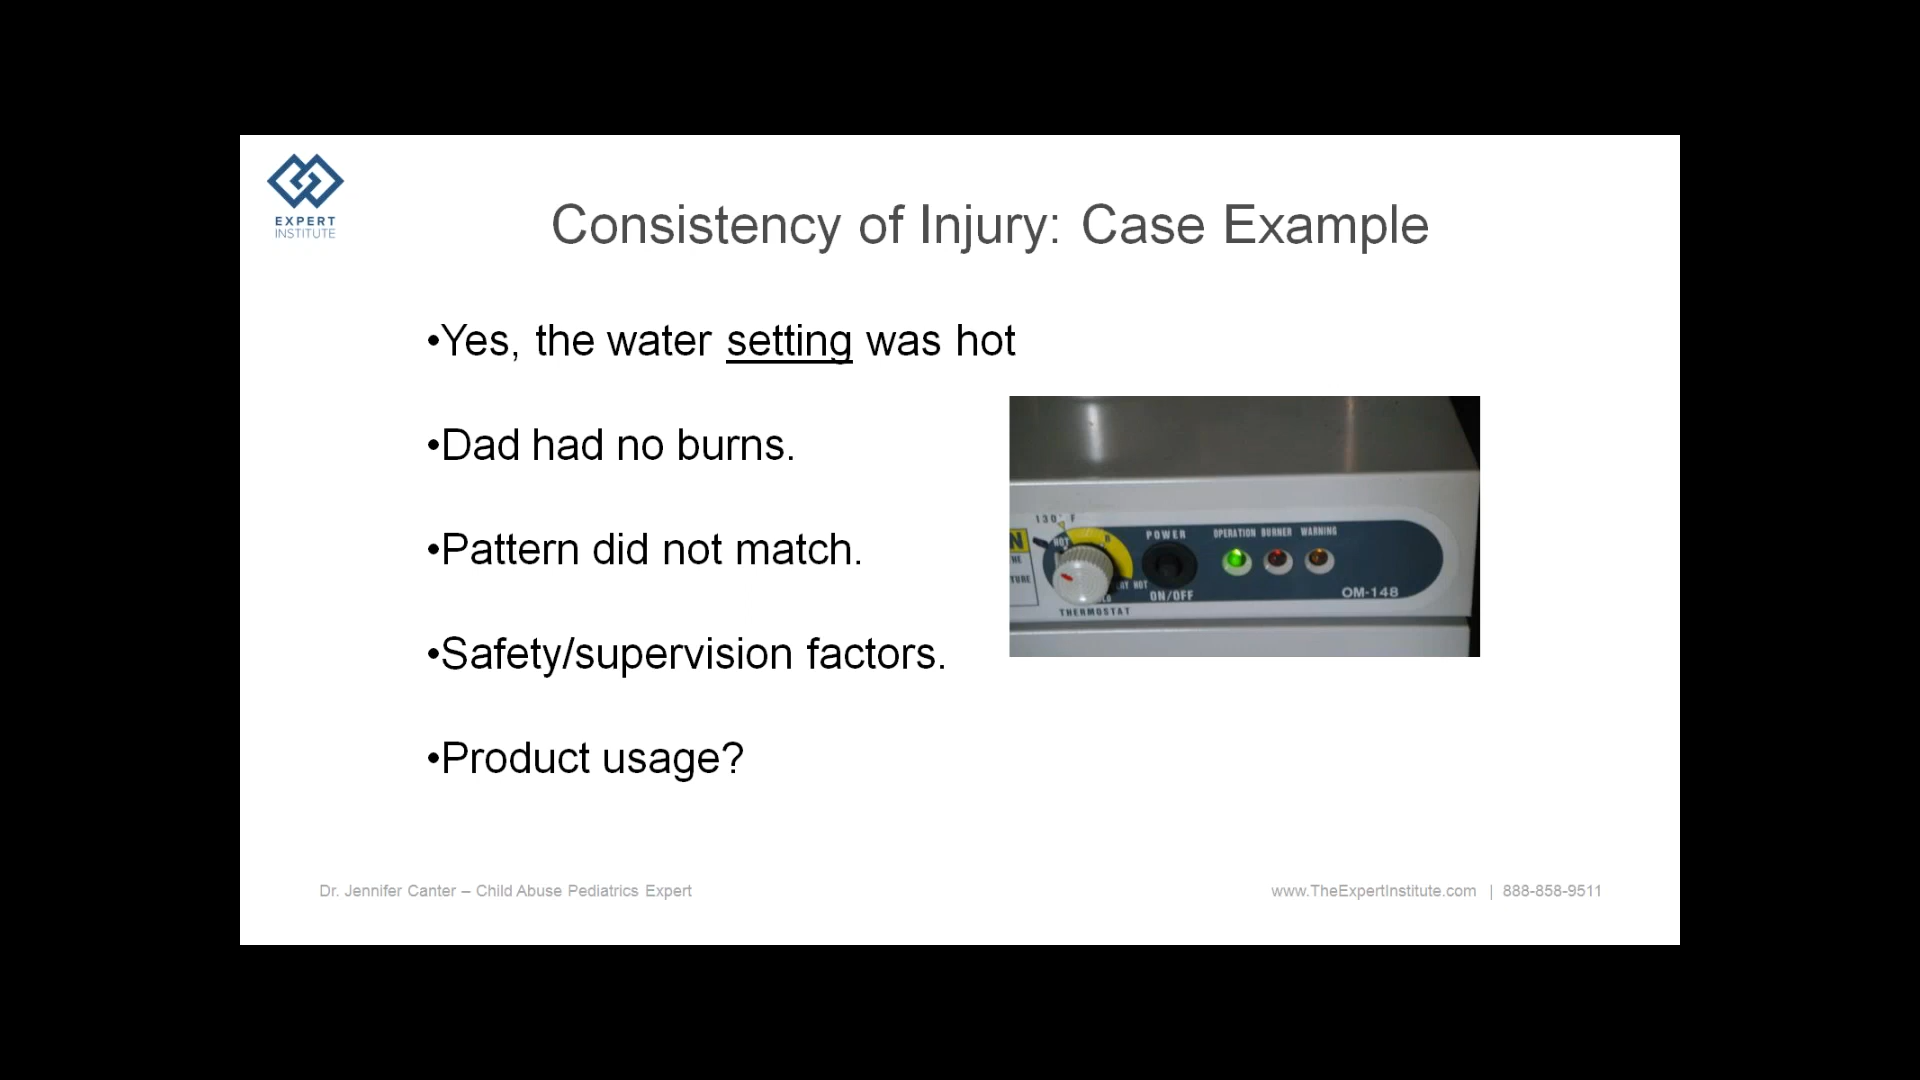 EXPERT
INSTITUTE
Consistency of Injury: Case Example
•Yes, the water setting was hot
•Dad had no burns.
•Pattern did not match.
•Safety/supervision factors.
•Product usage?
130° F
HOT
POWER
ON/OFF
THERMOSTAT
OPERATION BURNER WARNING
OM-148
Dr. Jennifer Canter – Child Abuse Pediatrics Expert
www.TheExpertInstitute.com | 888-858-9511